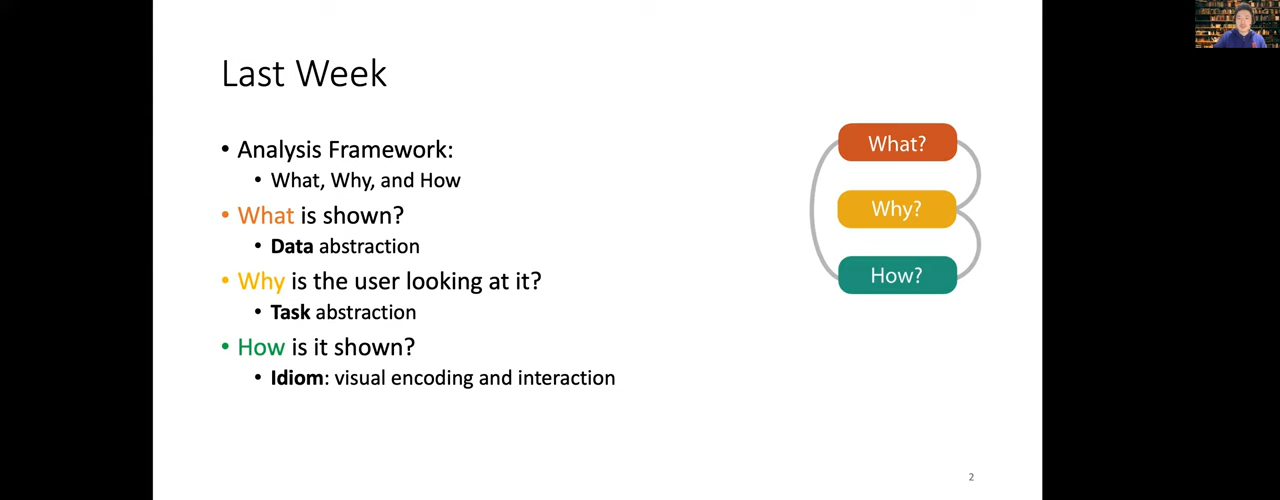 Last Week
• Analysis Framework:
• What, Why, and How
• What is shown?
• Data abstraction
• Why is the user looking at it?
• Task abstraction
• How is it shown?
• Idiom: visual encoding and interaction
What?
Why?
How?
2